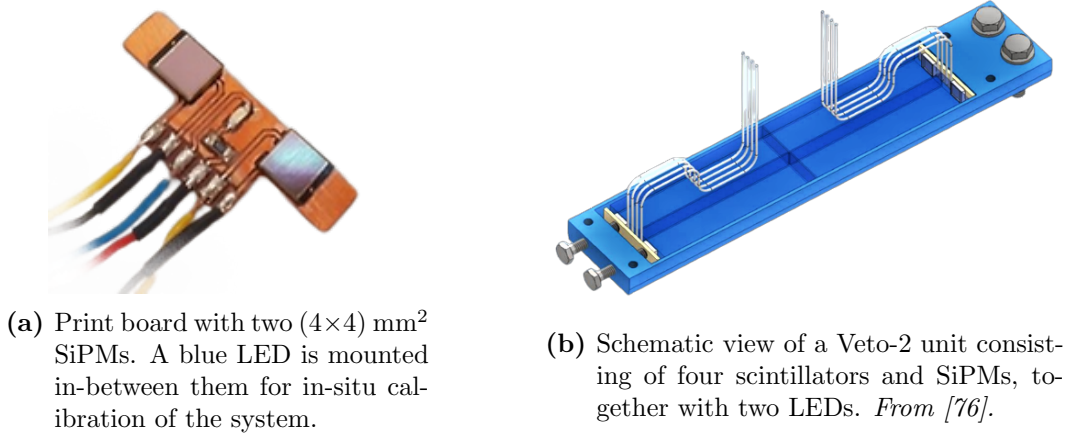 (a) Print board with two (4×4) mm²
SiPMs. A blue LED is mounted
in-between them for in-situ cal-
ibration of the system.
(b) Schematic view of a Veto-2 unit consist-
ing of four scintillators and SiPMs, to-
gether with two LEDs. From [76].